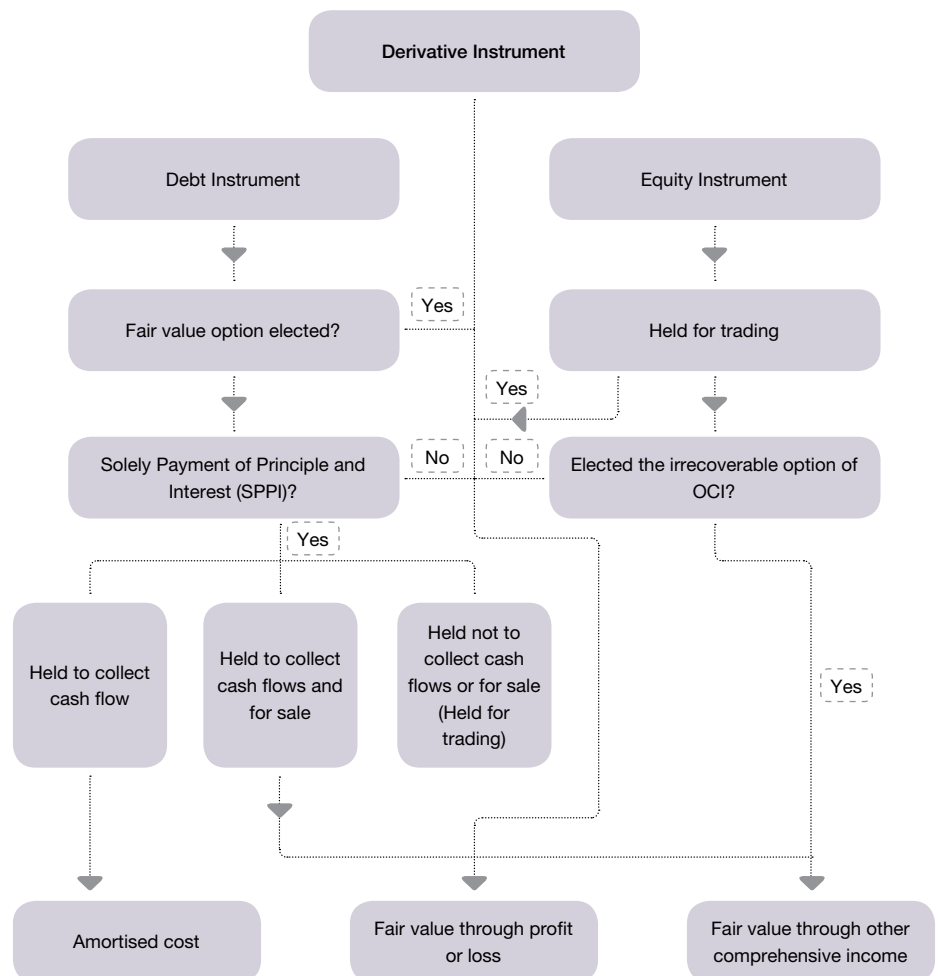 Derivative Instrument
Debt Instrument
Equity Instrument
Fair value option elected?
Yes
Held for trading
Yes
Solely Payment of Principle and
Interest (SPPI)?
No
No
Elected the irrecoverable option of
OCI?
Yes
Held to collect
cash flow
Held to collect
cash flows and
for sale
Held not to
collect cash
flows or for sale
(Held for
trading)
Yes
Amortised cost
Fair value through profit
or loss
Fair value through other
comprehensive income